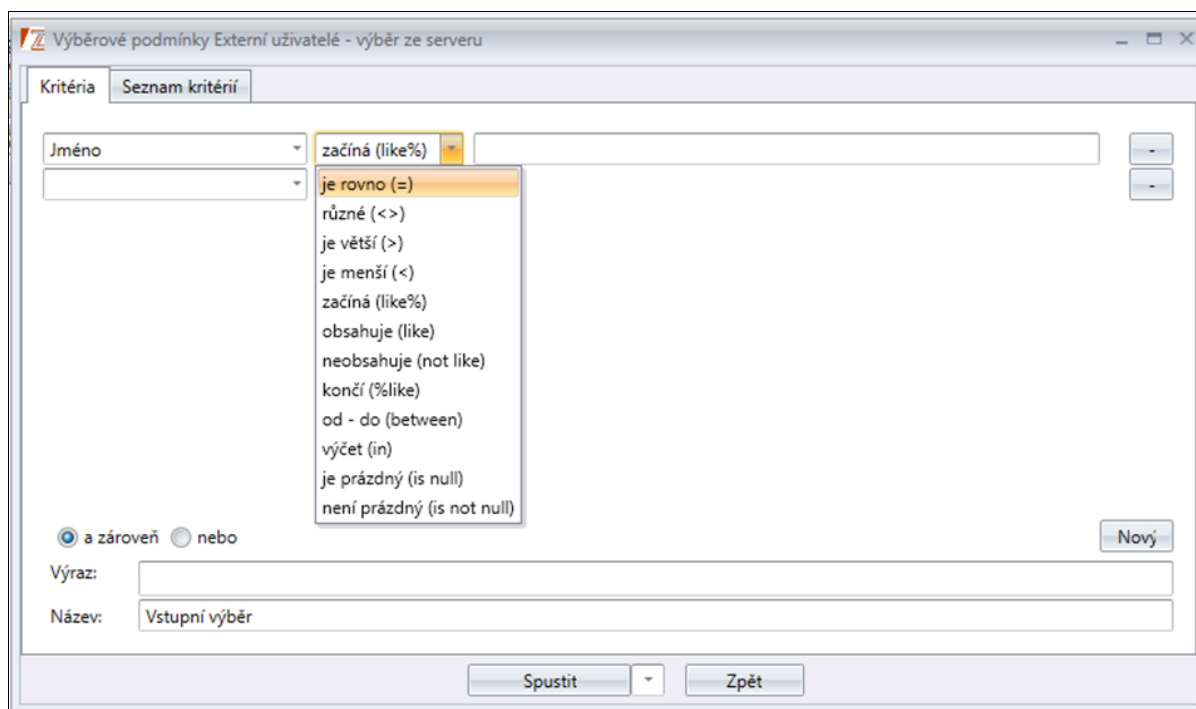 Výběrové podmínky Externí uživatelé - výběr ze serveru
Kritéria Seznam kritérií
Jméno začíná (like%) -
je rovno (=) -
různé (<>)
je větší (>)
je menší (<)
začíná (like%)
obsahuje (like)
neobsahuje (not like)
končí (%like)
od - do (between)
výčet (in)
je prázdný (is null)
není prázdný (is not null)
a zároveň nebo Nový
Výraz:
Název: Vstupní výběr
Spustit Zpět